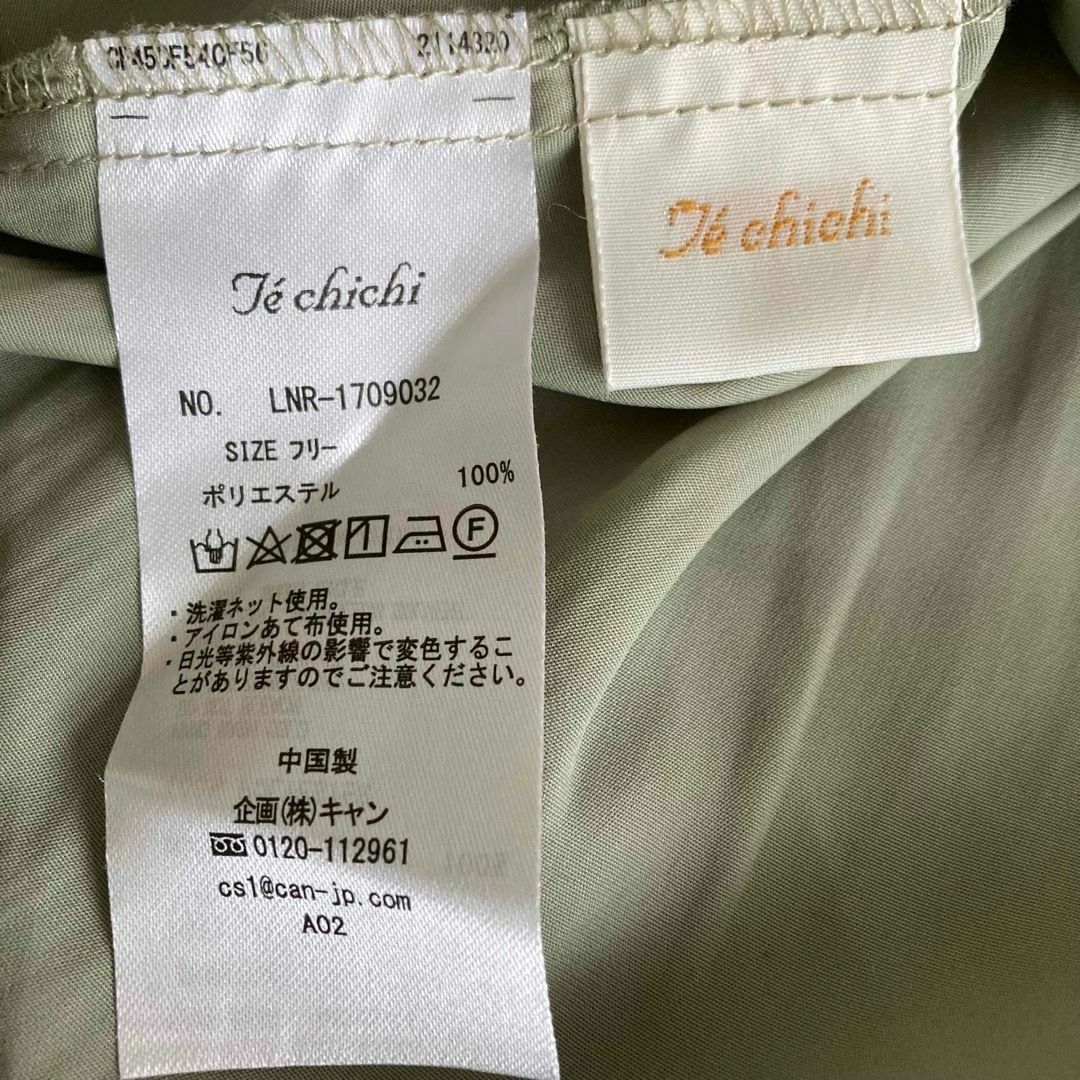 2114320
Té chichi
Té chichi
NO. LNR-1709032
SIZE フリー
ポリエステル 100%
F
・洗濯ネット使用。
・アイロンあて布使用。
・日光等紫外線の影響で変色するこ
とがありますのでご注意ください。
中国製
企画(株)キャン
0120-112961
cs1@can-jp.com
A02